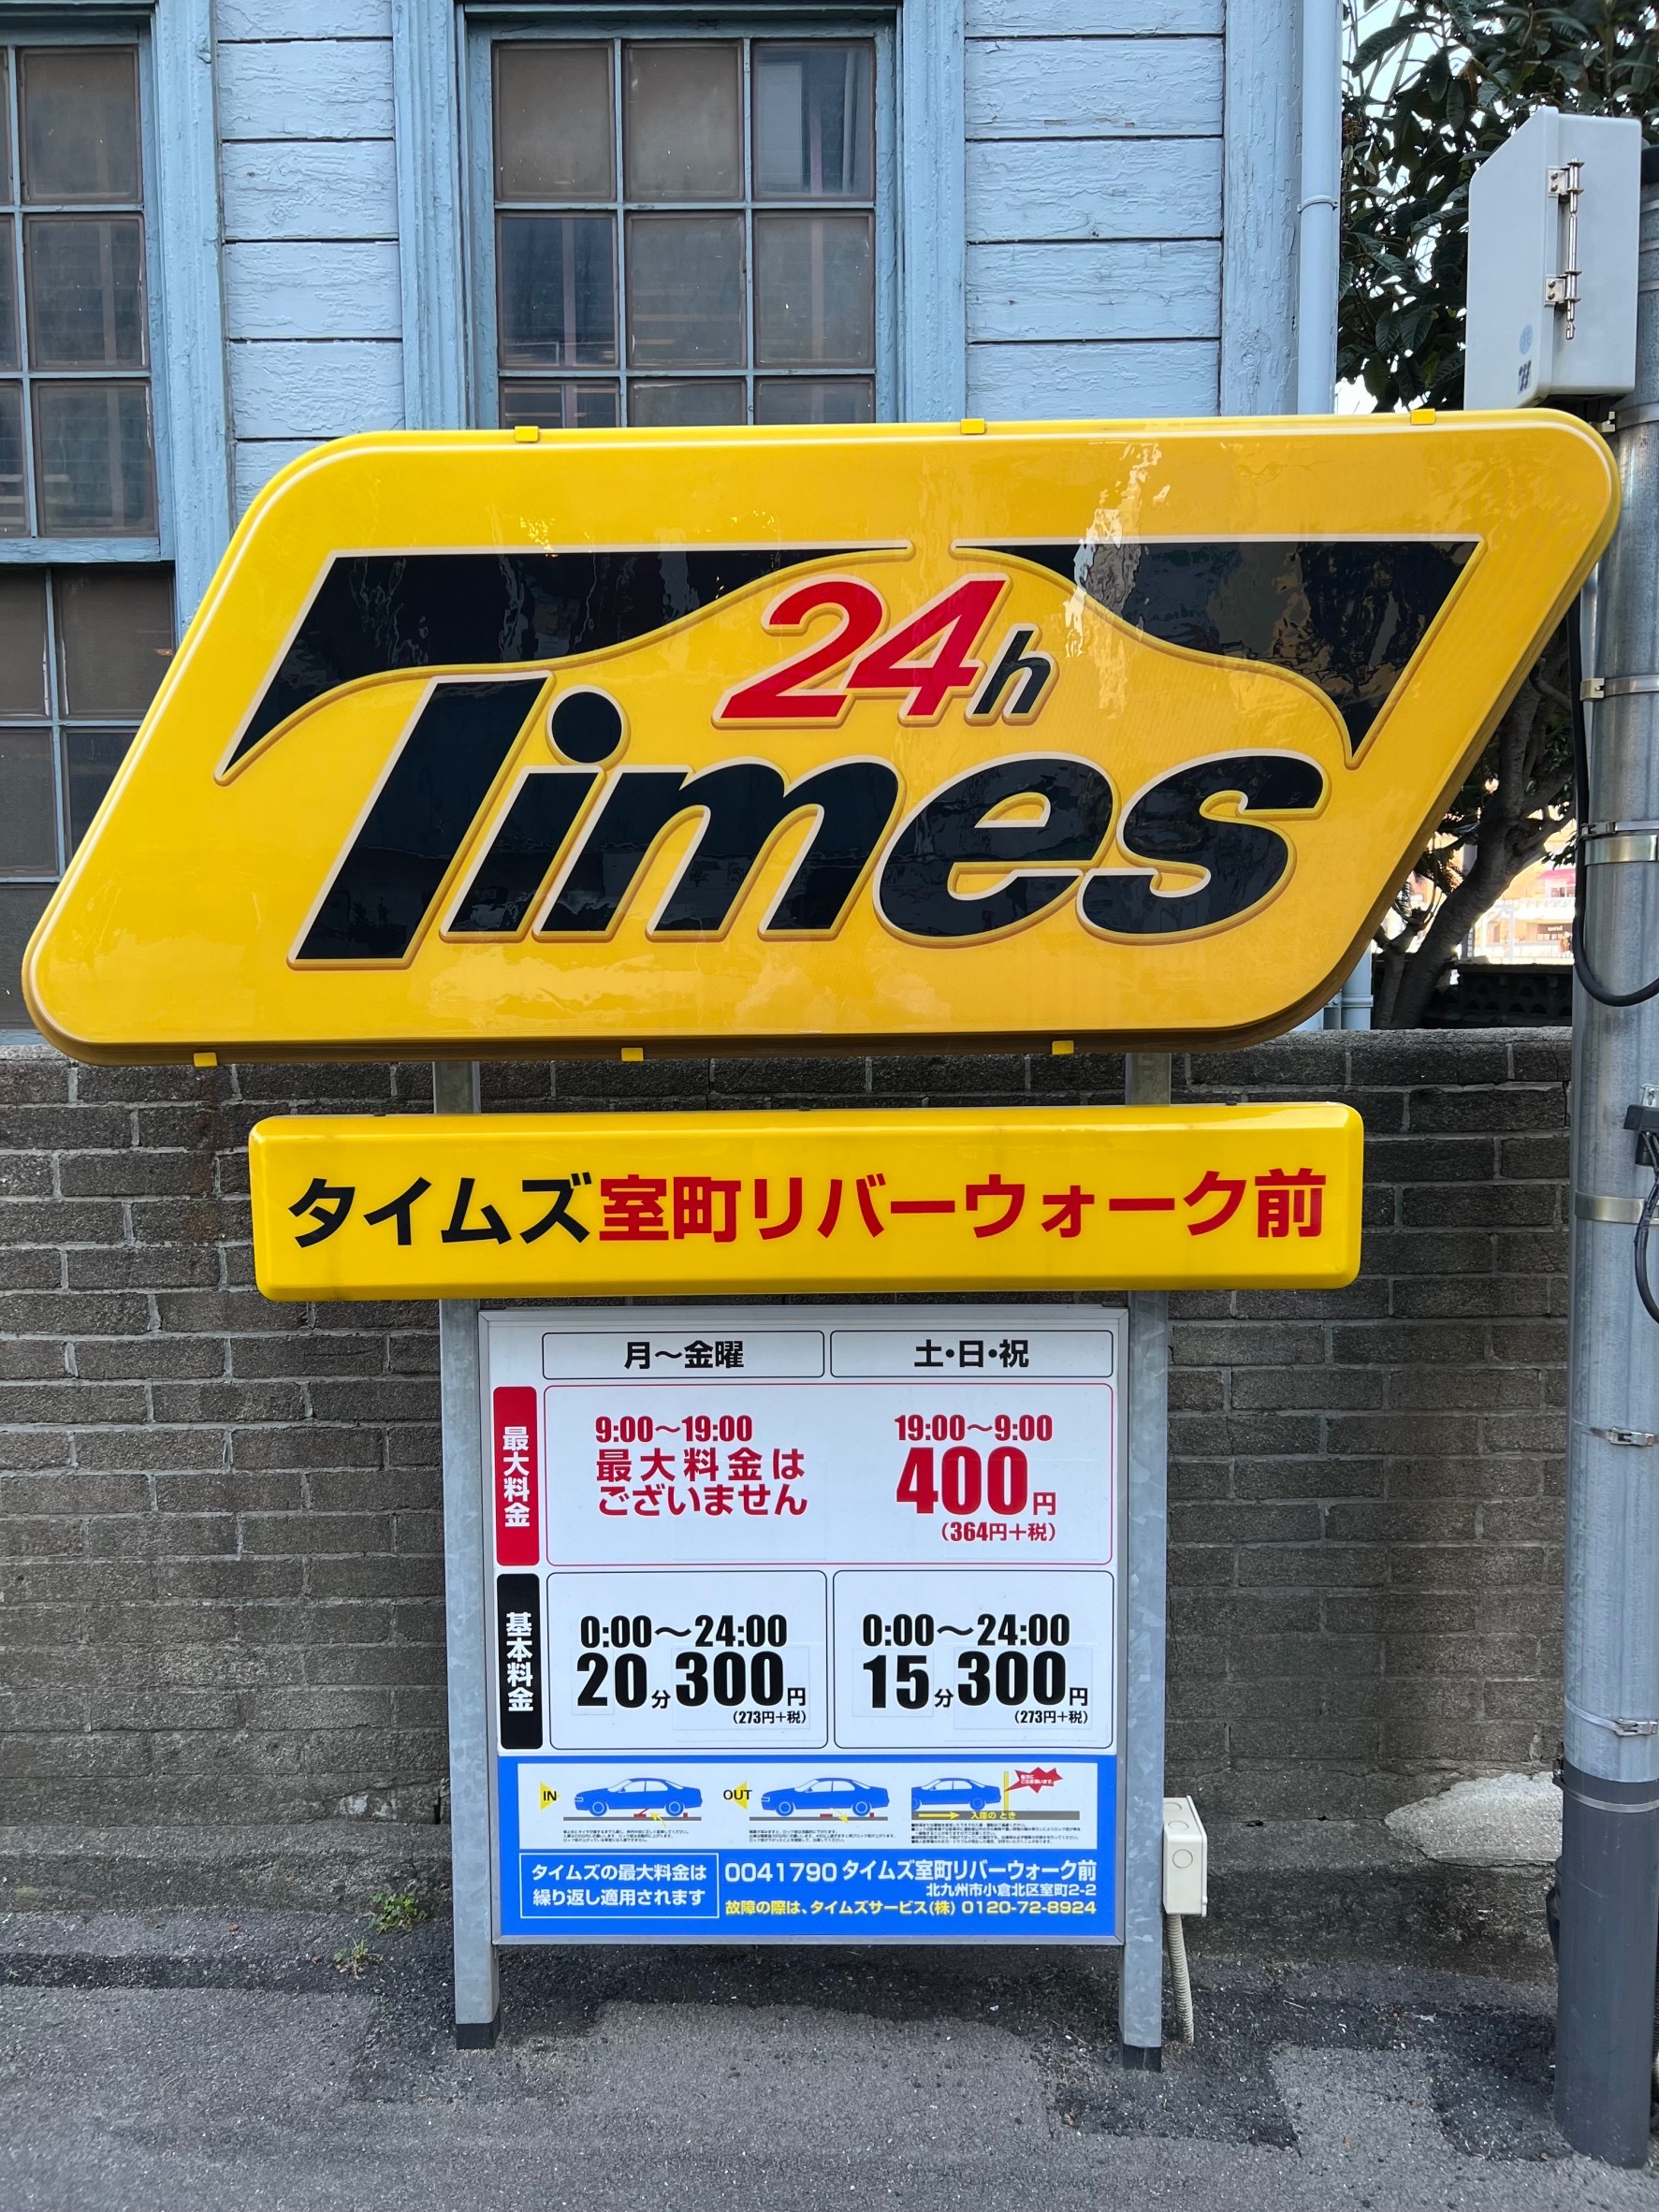 24h
Times
タイムズ室町リバーウォーク前
月～金曜 土・日・祝
最大料金
9:00～19:00
最大料金は
ございません
19:00～9:00
400円
(364円+税)
基本料金
0:00～24:00
20分300円
(273円+税)
0:00～24:00
15分300円
(273円+税)
IN
OUT
入庫のとき
タイムズの最大料金は
繰り返し適用されます
0041790 タイムズ室町リバーウォーク前
北九州市小倉北区室町2-2
故障の際は、タイムズサービス(株) 0120-72-8924